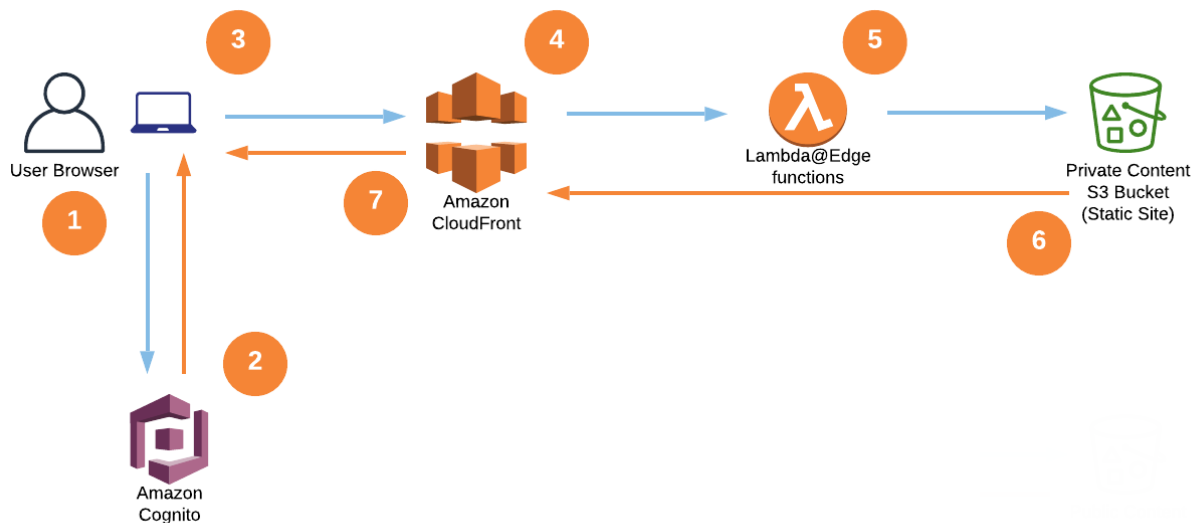 3
4
5
User Browser
1
Amazon
CloudFront
7
Lambda@Edge
functions
Private Content
S3 Bucket
(Static Site)
6
2
Amazon
Cognito